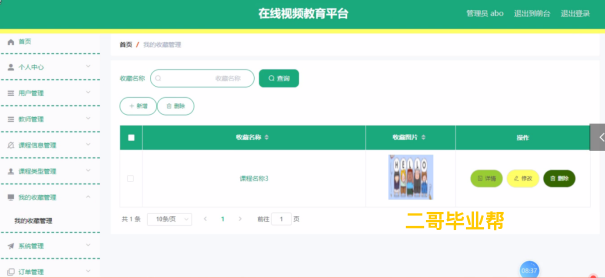 在线视频教育平台
管理员 abo 退出到前台 退出登录
首页
个人中心
用户管理
教师管理
课程信息管理
课程类型管理
我的收藏管理
我的收藏管理
系统管理
订单管理
首页 / 我的收藏管理
收藏名称 收藏名称 查询
+ 新增 删除
收藏名称 收藏图片 操作
课程名称3 HELLO 详情 修改 删除
共 1 条 10条/页 1 前往 1 页
二哥毕业帮